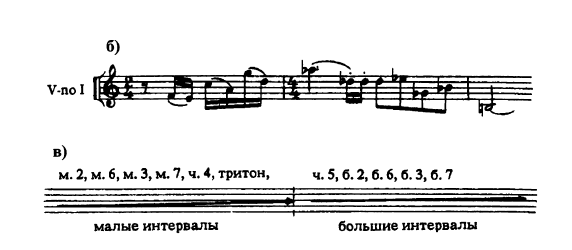 б)
V-no I
в)
м. 2, м. 6, м. 3, м. 7, ч. 4, тритон, ч. 5, б. 2, б. 6, б. 3, б. 7
малые интервалы большие интервалы